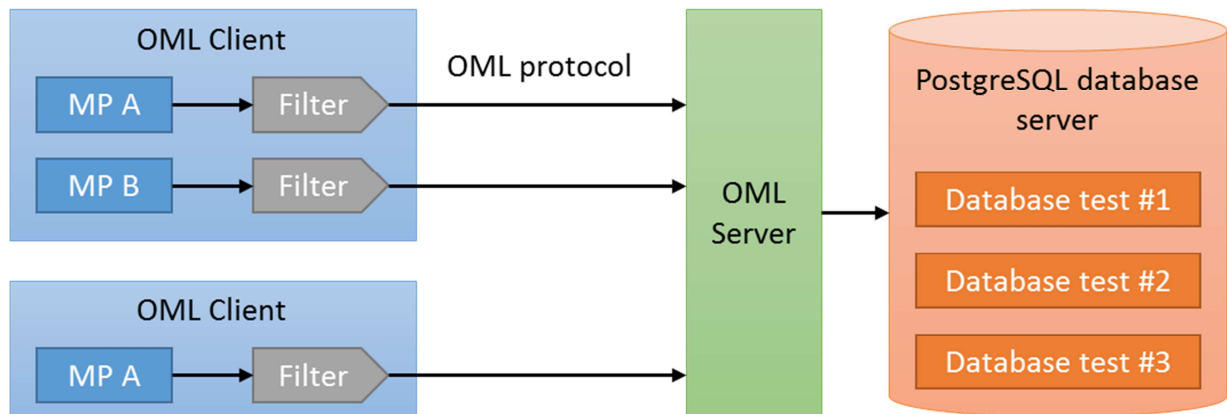 OML Client
MP A
Filter
MP B
Filter
OML protocol
OML Client
MP A
Filter
OML
Server
PostgreSQL database
server
Database test #1
Database test #2
Database test #3